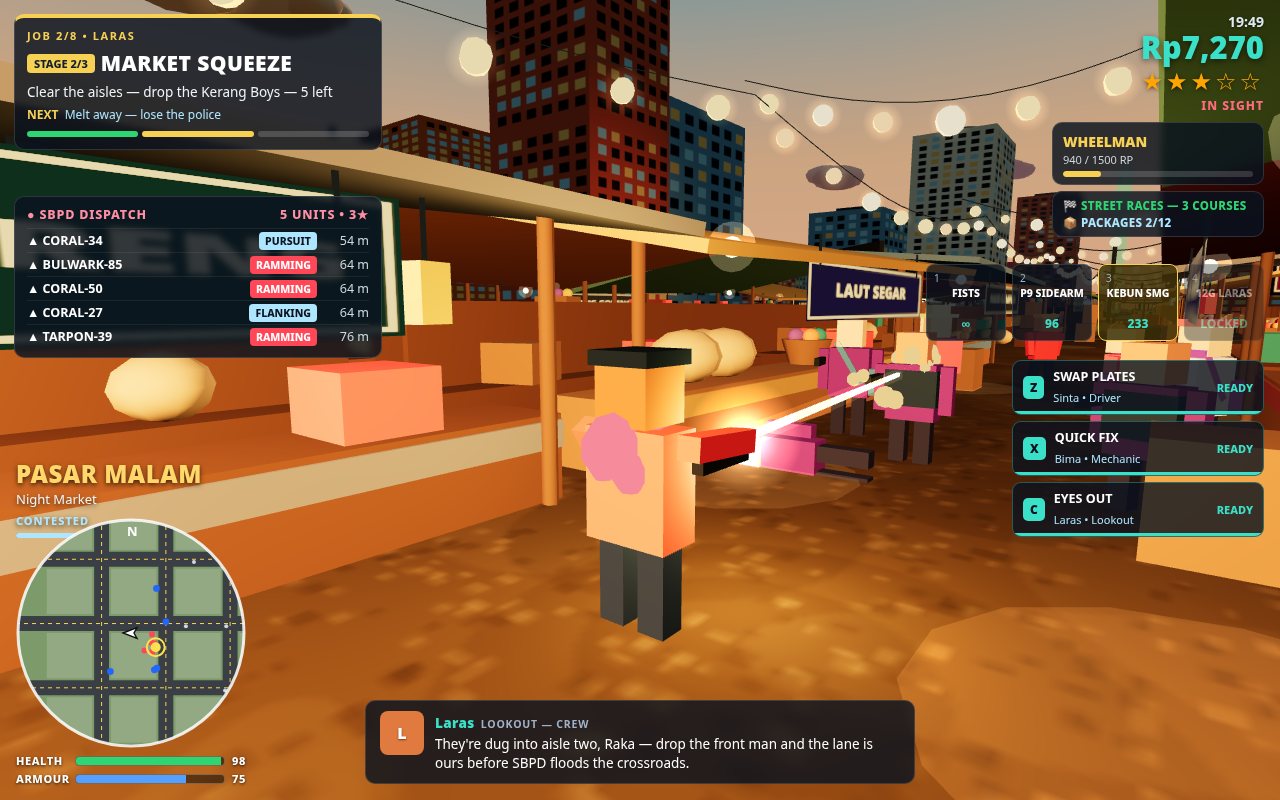 JOB 2/8 • LARAS
STAGE 2/3 MARKET SQUEEZE
Clear the aisles — drop the Kerang Boys — 5 left
NEXT Melt away — lose the police
● SBPD DISPATCH 5 UNITS • 3★
▲ CORAL-34 PURSUIT 54 m
▲ BULWARK-85 RAMMING 64 m
▲ CORAL-50 RAMMING 64 m
▲ CORAL-27 FLANKING 64 m
▲ TARPON-39 RAMMING 76 m
19:49
Rp7,270
★★★☆☆
IN SIGHT
WHEELMAN
940 / 1500 RP
🏁 STREET RACES — 3 COURSES
📦 PACKAGES 2/12
LAUT SEGAR
1 FISTS ∞
2 P9 SIDEARM 96
3 KEBUN SMG 233
4 12G LARAS LOCKED
Z SWAP PLATES READY
Sinta • Driver
X QUICK FIX READY
Bima • Mechanic
C EYES OUT READY
Laras • Lookout
PASAR MALAM
Night Market
CONTESTED
N
HEALTH 98
ARMOUR 75
L
Laras LOOKOUT — CREW
They're dug into aisle two, Raka — drop the front man and the lane is
ours before SBPD floods the crossroads.